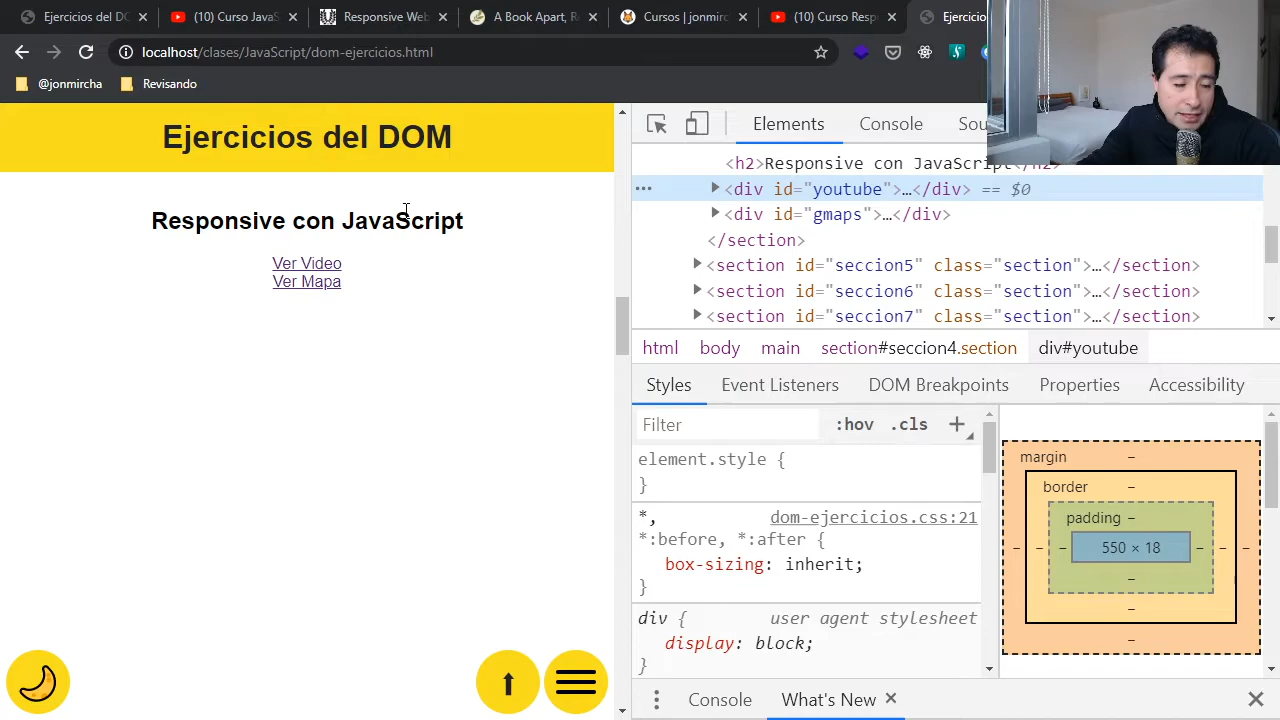 Ejercicios del DO
(10) Curso JavaS
Responsive Web
A Book Apart, R
Cursos | jonmirc
(10) Curso Resp
Ejercicio
localhost/clases/JavaScript/dom-ejercicios.html
@jonmircha
Revisando
Ejercicios del DOM
Responsive con JavaScript
Ver Video
Ver Mapa
Elements
Console
Sou
<h2>Responsive con JavaScript</h2>
<div id="youtube">…</div> == $0
<div id="gmaps">…</div>
</section>
<section id="seccion5" class="section">…</section>
<section id="seccion6" class="section">…</section>
<section id="seccion7" class="section">…</section>
html body main section#seccion4.section div#youtube
Styles Event Listeners DOM Breakpoints Properties Accessibility
Filter
:hov .cls +
element.style {
}
*, dom-ejercicios.css:21
*:before, *:after {
box-sizing: inherit;
}
div { user agent stylesheet
display: block;
}
margin –
border –
padding –
– – – 550 × 18 – – –
–
–
–
Console
What's New